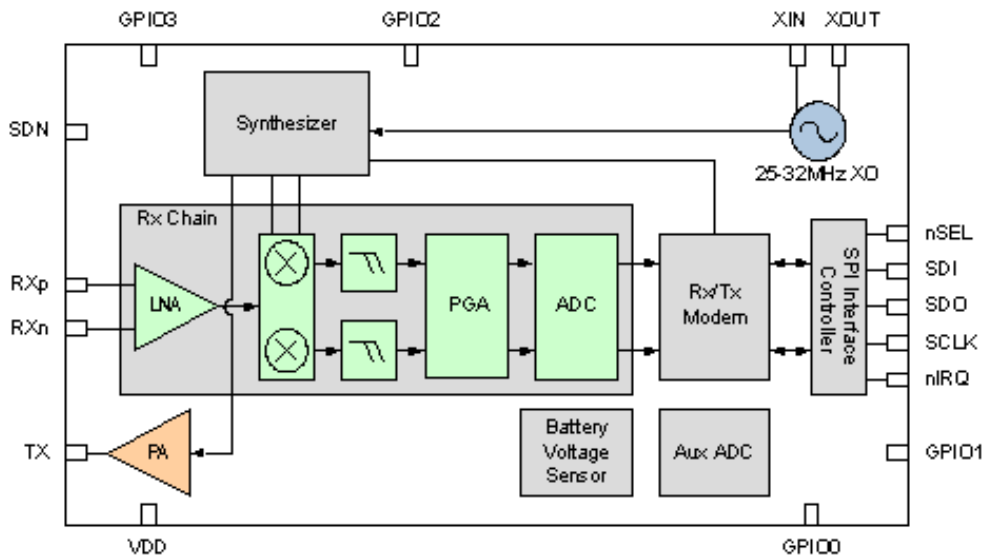 GPIO3
GPIO2
XIN
XOUT
SDN
Synthesizer
25-32MHz XO
Rx Chain
RXp
RXn
LNA
PGA
ADC
Rx/Tx
Modem
SPI Interface
Controller
nSEL
SDI
SDO
SCLK
nIRQ
TX
PA
Battery
Voltage
Sensor
Aux ADC
GPIO1
VDD
GPIO0